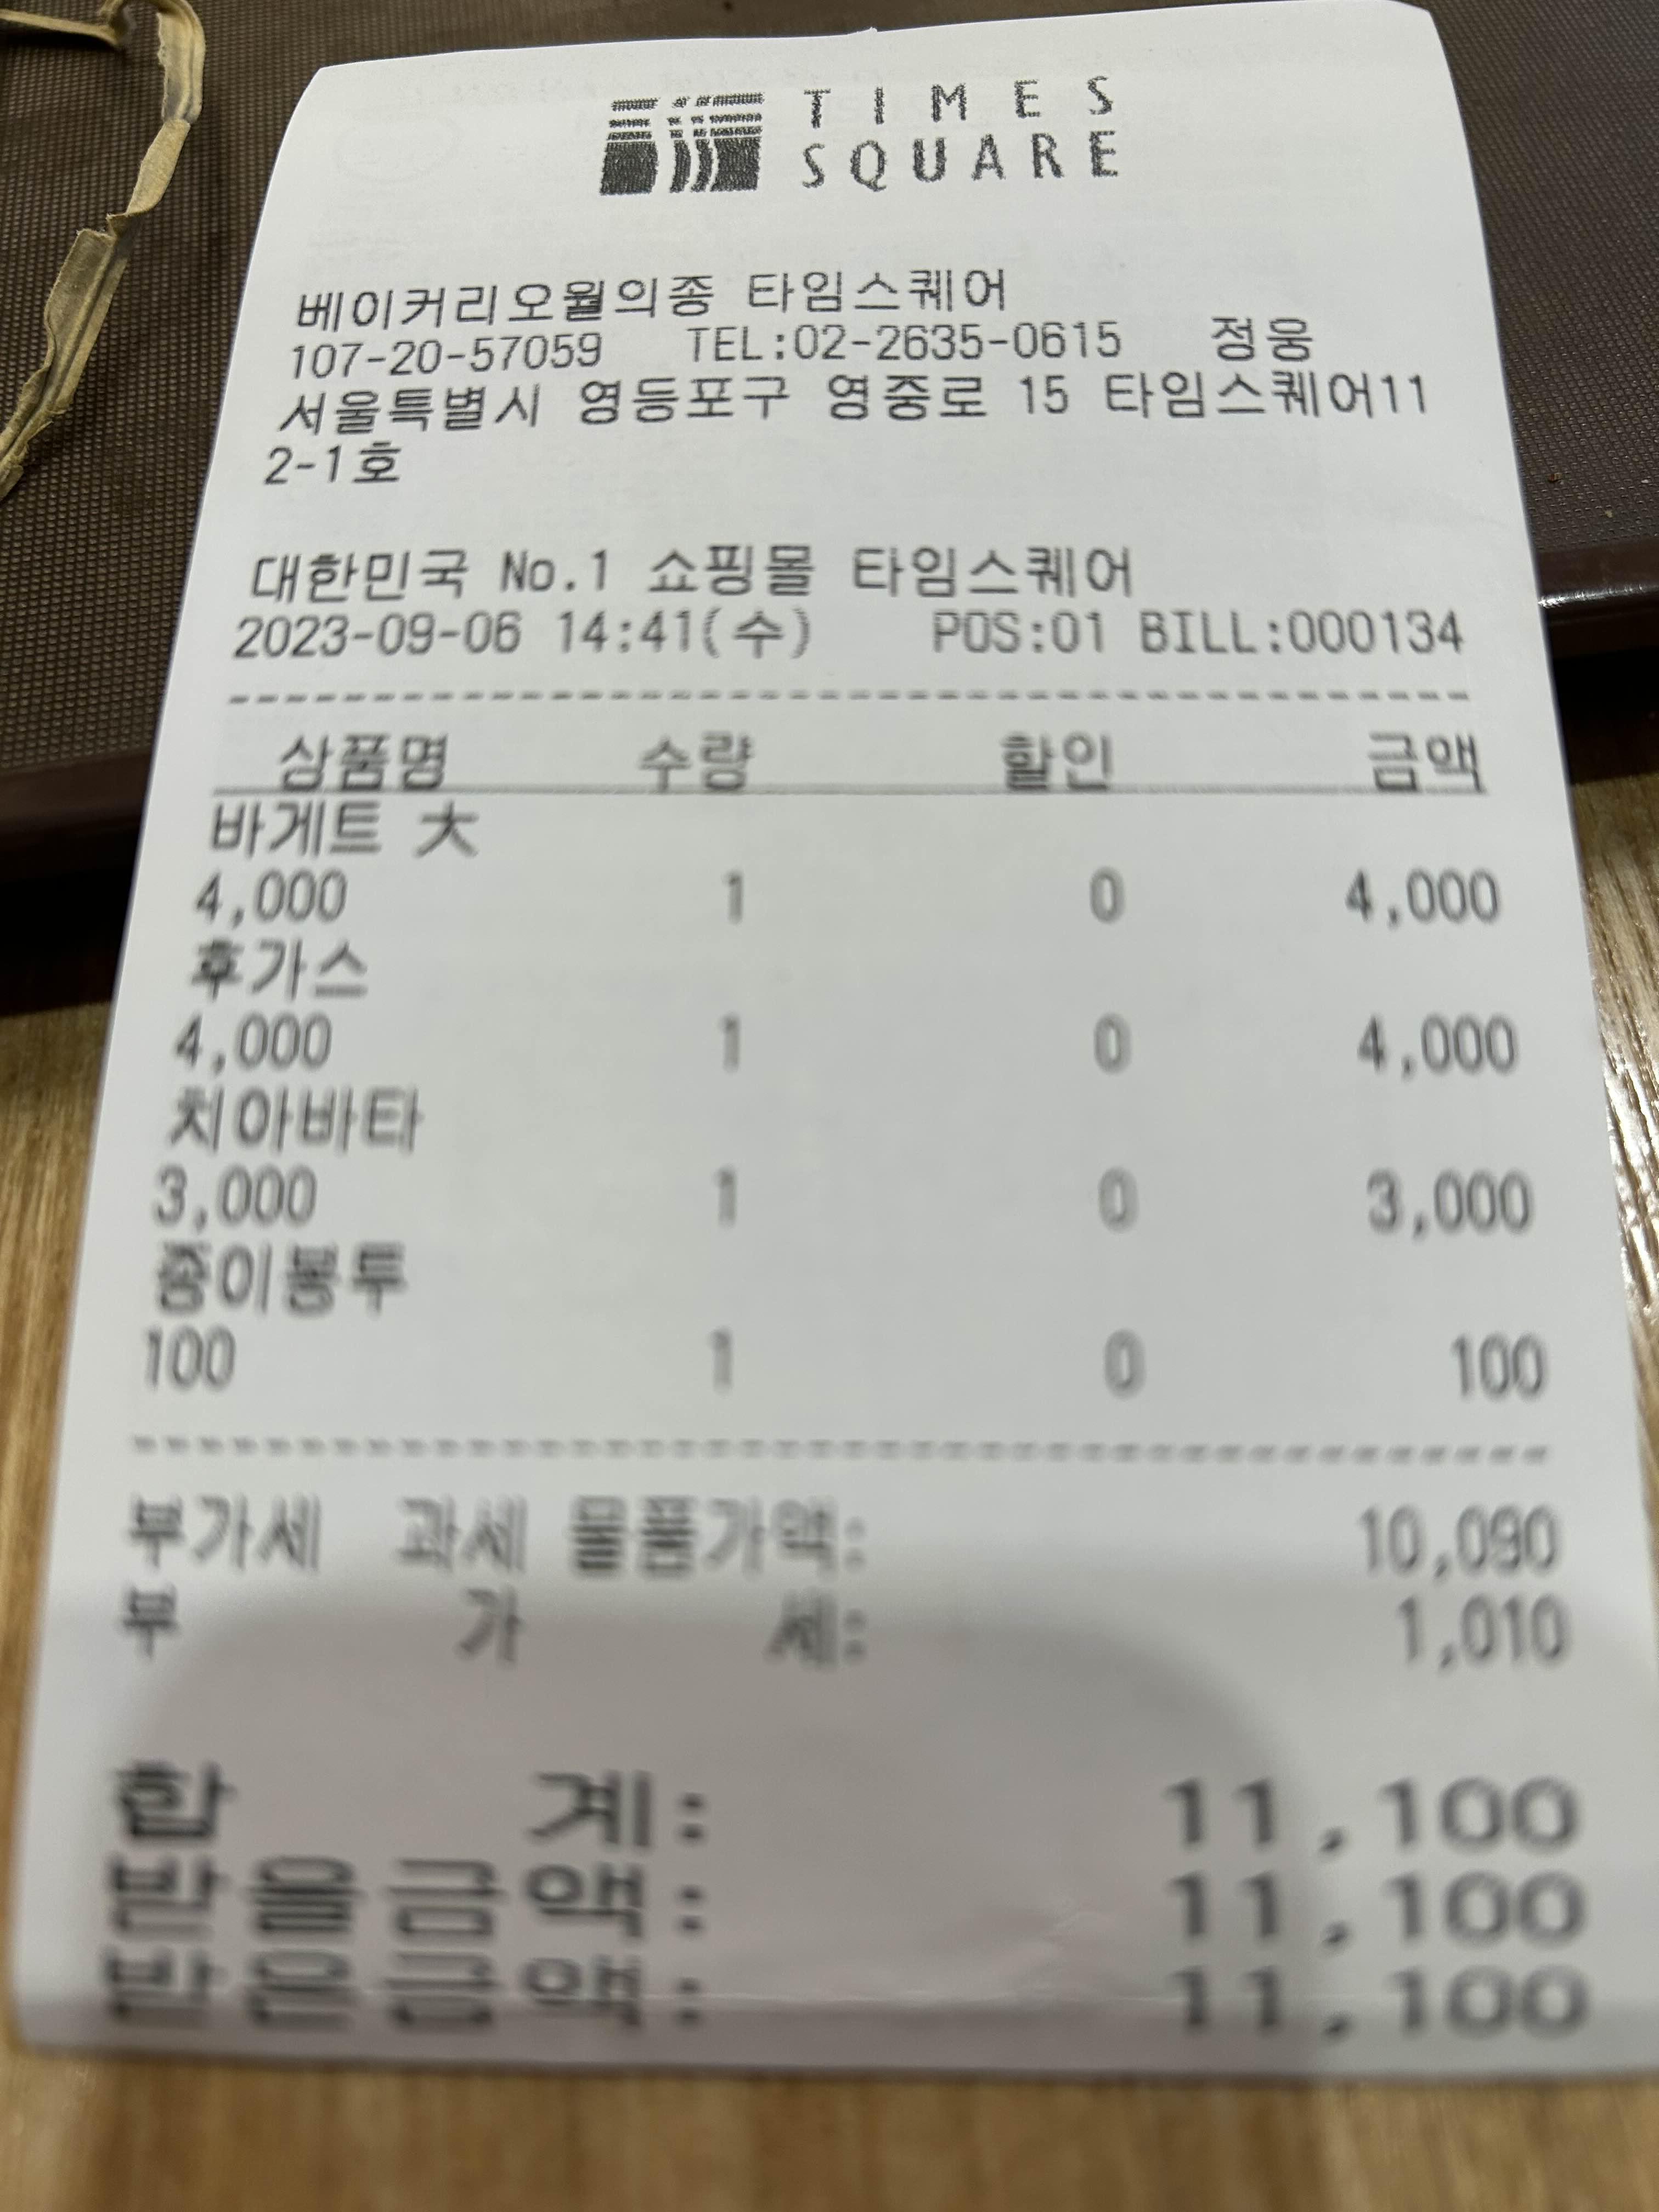 TIMES
SQUARE
베이커리오월의종 타임스퀘어
107-20-57059 TEL:02-2635-0615 정웅
서울특별시 영등포구 영중로 15 타임스퀘어11
2-1호
대한민국 No.1 쇼핑몰 타임스퀘어
2023-09-06 14:41(수) POS:01 BILL:000134
상품명 수량 할인 금액
바게트 大
4,000 1 0 4,000
후가스
4,000 1 0 4,000
치아바타
3,000 1 0 3,000
종이봉투
100 1 0 100
부가세 과세 물품가액: 10,090
부 가 세: 1,010
합 계: 11,100
받을금액: 11,100
받은금액: 11,100